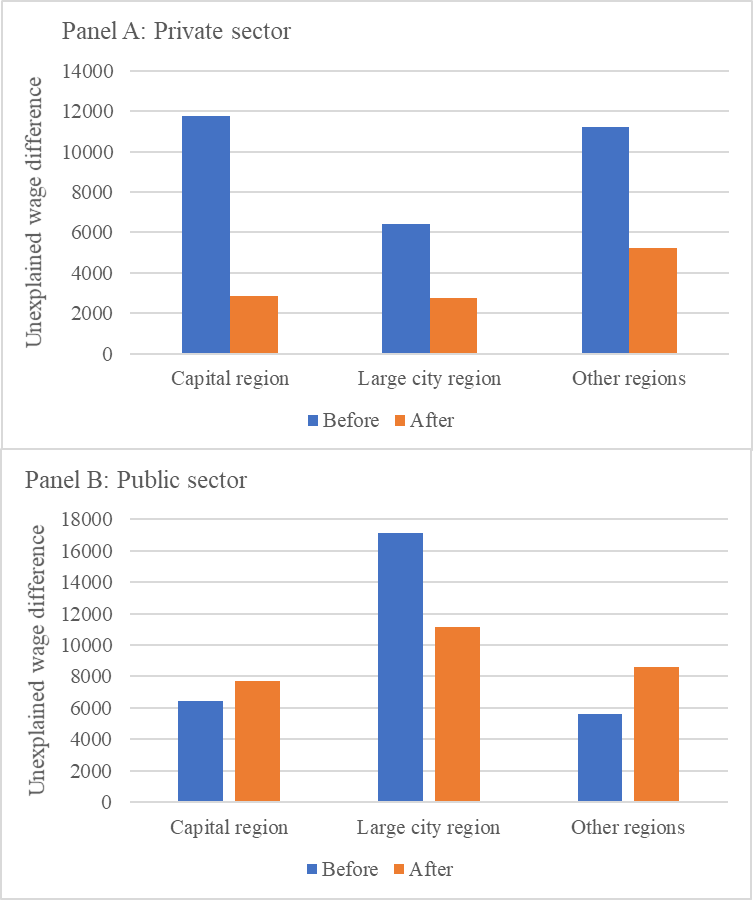 Panel A: Private sector
Unexplained wage difference
14000
12000
10000
8000
6000
4000
2000
0
Capital region Large city region Other regions
Before After
Panel B: Public sector
Unexplained wage difference
18000
16000
14000
12000
10000
8000
6000
4000
2000
0
Capital region Large city region Other regions
Before After